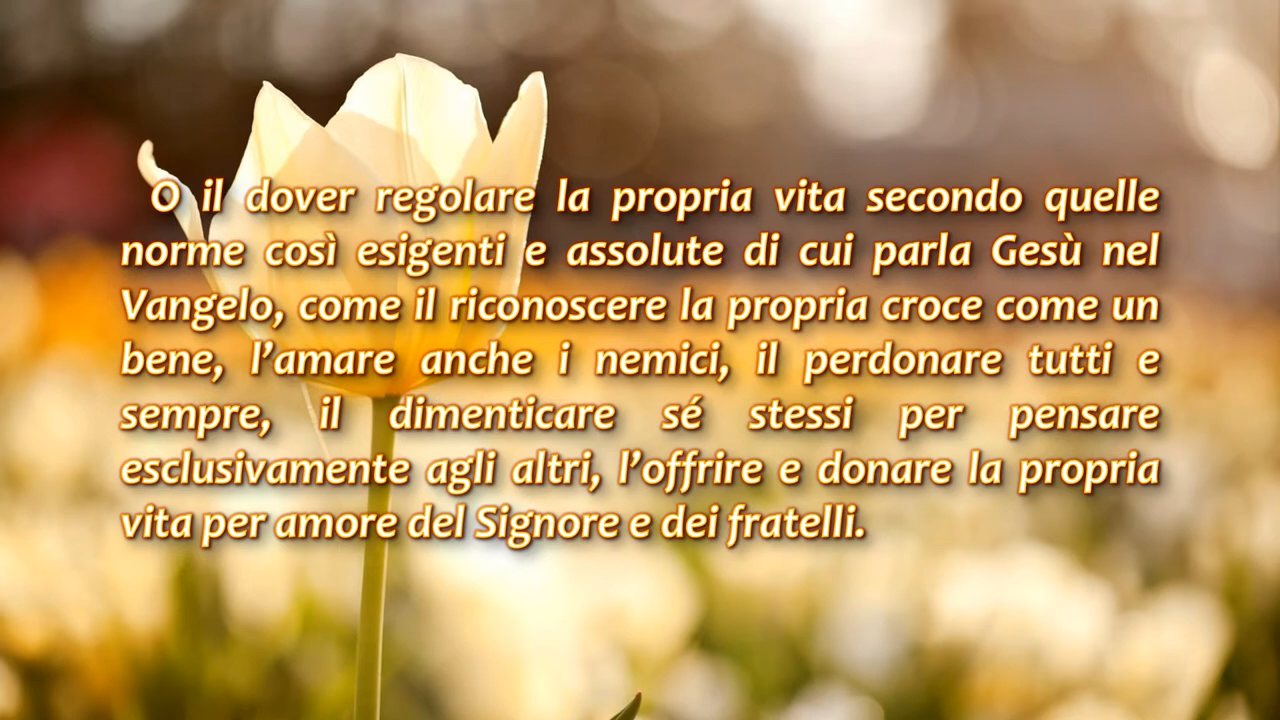 O il dover regolare la propria vita secondo quelle
norme così esigenti e assolute di cui parla Gesù nel
Vangelo, come il riconoscere la propria croce come un
bene, l’amare anche i nemici, il perdonare tutti e
sempre, il dimenticare sé stessi per pensare
esclusivamente agli altri, l’offrire e donare la propria
vita per amore del Signore e dei fratelli.